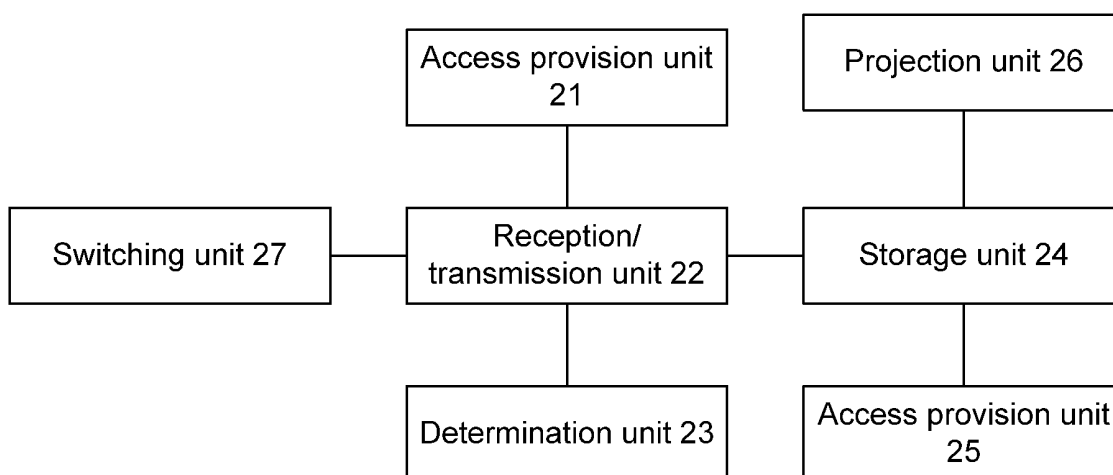 Access provision unit
21
Projection unit 26
Switching unit 27
Reception/
transmission unit 22
Storage unit 24
Determination unit 23
Access provision unit
25